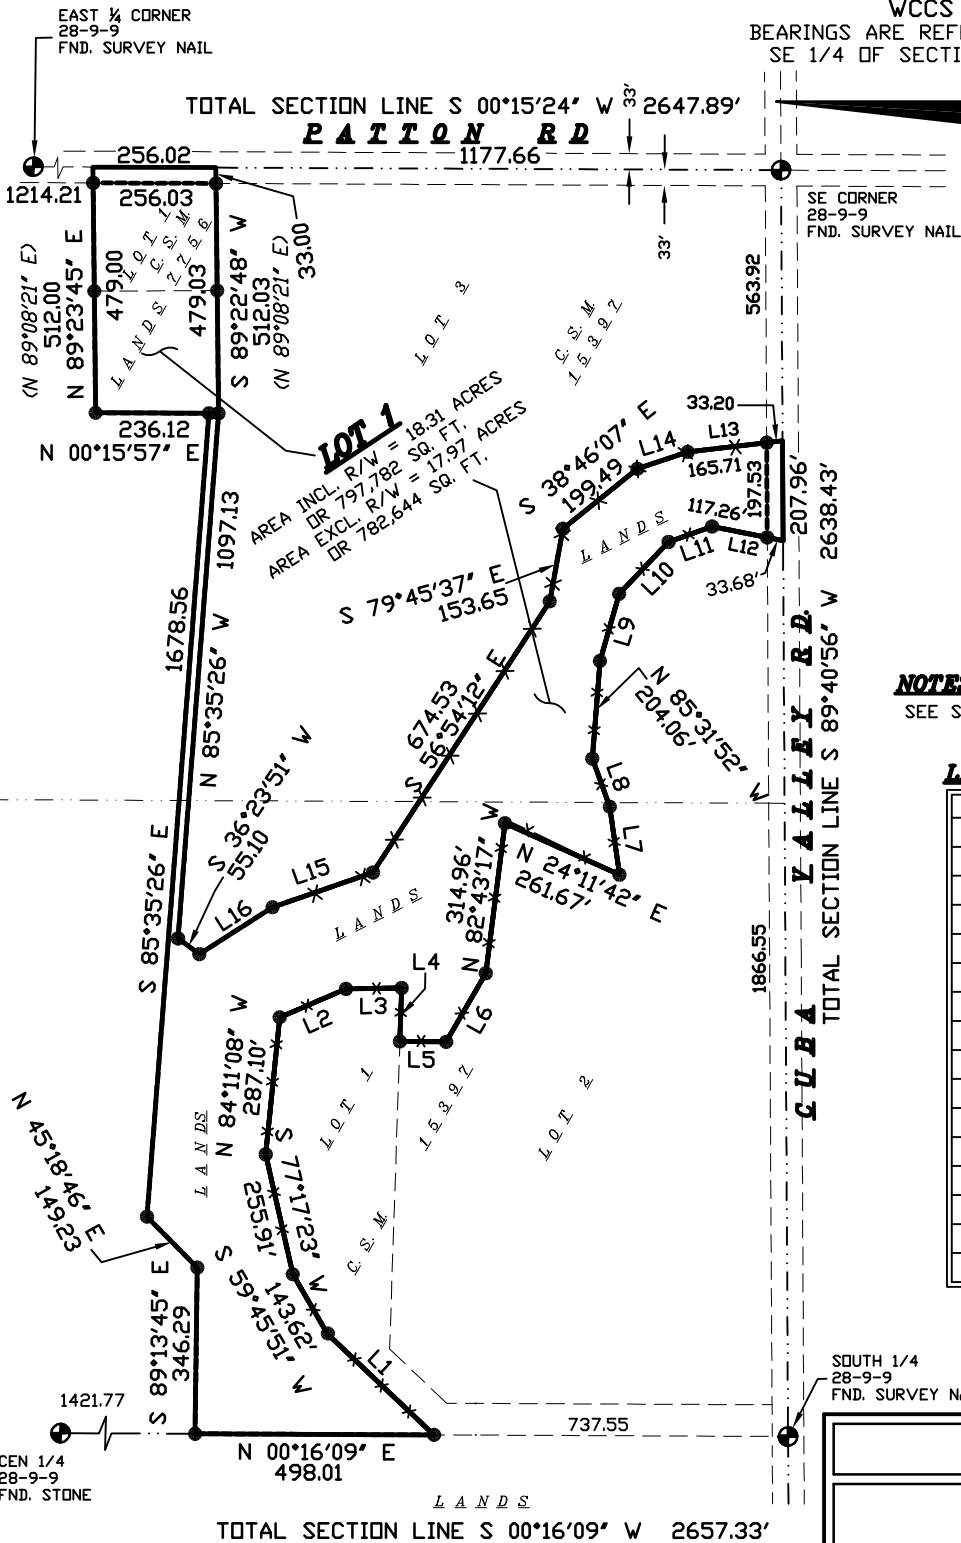 EAST ¼ CORNER
28-9-9
FND. SURVEY NAIL
WCCS
BEARINGS ARE REF
SE 1/4 OF SECTI
TOTAL SECTION LINE S 00°15'24" W 2647.89'
33'
PATTON RD
256.02
1177.66
1214.21
256.03
33.00
33'
SE CORNER
28-9-9
FND. SURVEY NAIL
(N 89°08'21" E)
512.00
N 89°23'45" E
479.00
LOT 1
C.S.M.
7756
LANDS
479.03
S 89°22'48" W
512.03
(N 89°08'21" E)
LOT 3
C.S.M.
15397
563.92
236.12
N 00°15'57" E
LOT 1
AREA INCL. R/W = 18.31 ACRES
OR 797,782 SQ. FT.
AREA EXCL. R/W = 17.97 ACRES
OR 782,644 SQ. FT.
33.20
L13
165.71
L14
S 38°46'07" E
199.49
197.53
207.96'
2638.43'
117.26'
L12
L11
33.68'
L10
LANDS
1097.13
N 85°35'26" W
1678.56
S 85°35'26" E
S 79°45'37" E
153.65
L9
N 85°31'52" W
204.06'
CUBA VALLEY RD.
TOTAL SECTION LINE S 89°40'56" W
NOTES
SEE S
L
674.53
S 56°54'12" E
L8
L7
S 36°23'51" W
55.10
L15
L16
LANDS
N 24°11'42" E
261.67'
314.96'
N 82°43'17" W
1866.55
L4
L3
L2
L5
L6
N 84°11'08" W
287.10'
LOT 1
15397
C.S.M.
LOT 2
LANDS
N 45°18'46" E
149.23
S 77°17'23" W
255.91'
S 59°45'51" W
143.62'
S 89°13'45" E
346.29
L1
SOUTH 1/4
28-9-9
FND. SURVEY NA
1421.77
737.55
CEN 1/4
28-9-9
FND. STONE
N 00°16'09" E
498.01
LANDS
TOTAL SECTION LINE S 00°16'09" W 2657.33'